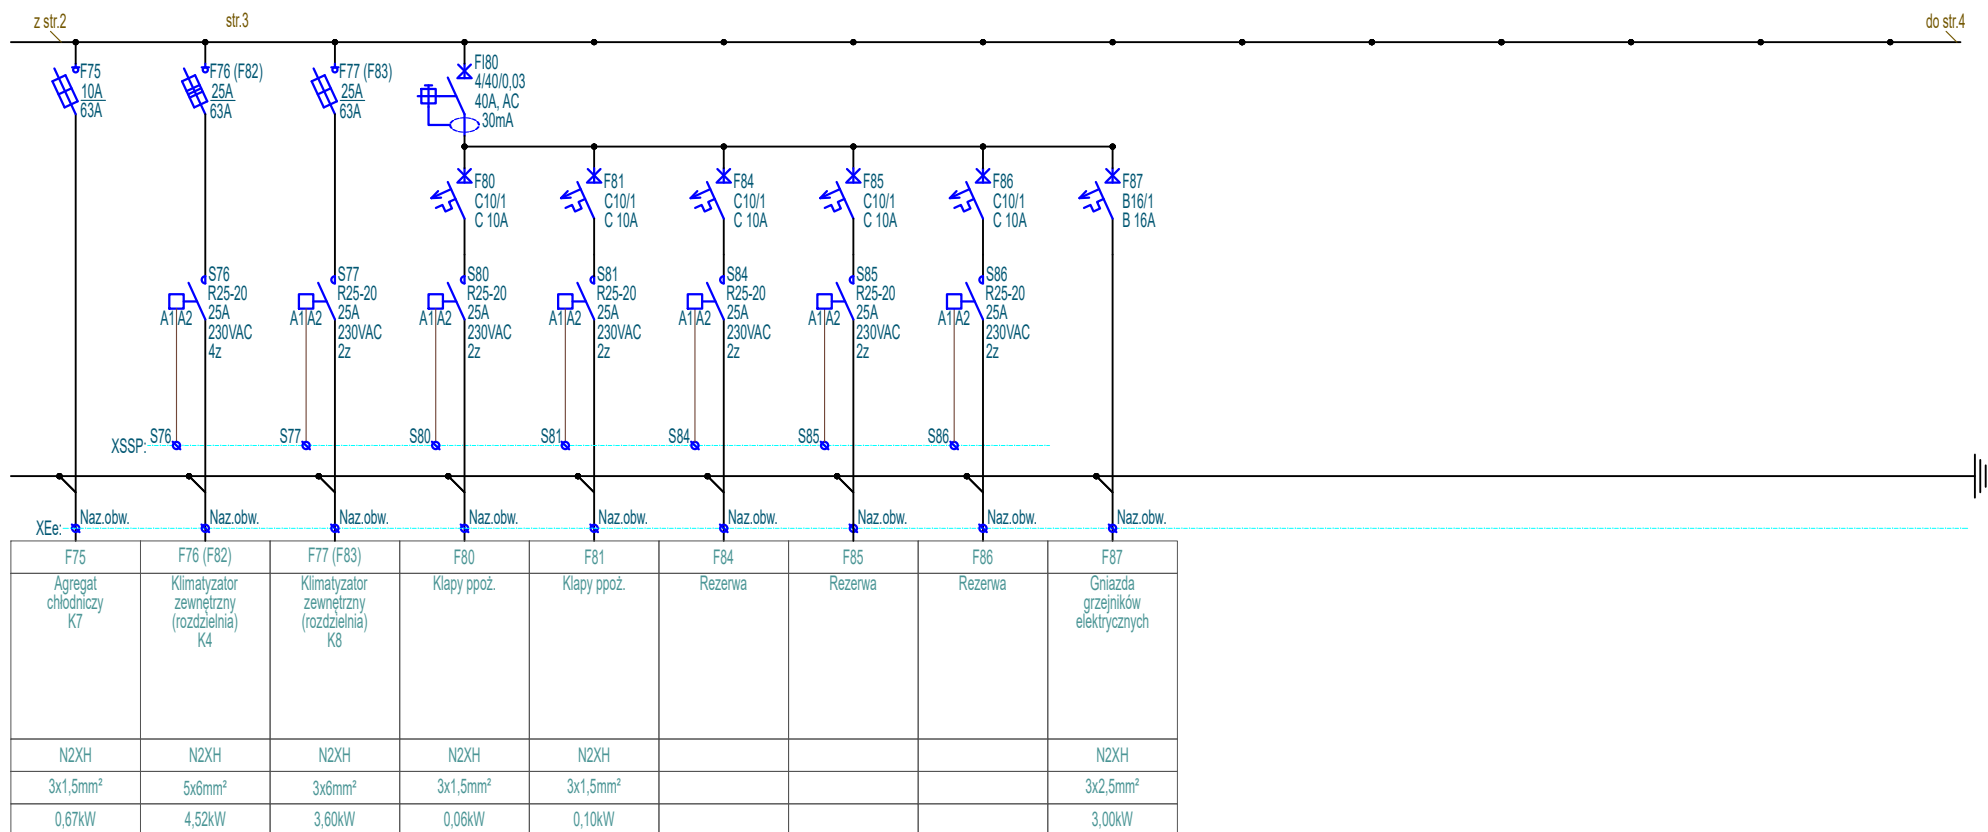 z str.2
str.3
do str.4
F75
10A
63A
F76 (F82)
25A
63A
F77 (F83)
25A
63A
FI80
4/40/0,03
40A, AC
30mA
F80
C10/1
C 10A
F81
C10/1
C 10A
F84
C10/1
C 10A
F85
C10/1
C 10A
F86
C10/1
C 10A
F87
B16/1
B 16A
S76
R25-20
25A
230VAC
4z
A1 A2
S77
R25-20
25A
230VAC
2z
A1 A2
S80
R25-20
25A
230VAC
2z
A1 A2
S81
R25-20
25A
230VAC
2z
A1 A2
S84
R25-20
25A
230VAC
2z
A1 A2
S85
R25-20
25A
230VAC
2z
A1 A2
S86
R25-20
25A
230VAC
2z
A1 A2
XSSP: S76 S77 S80 S81 S84 S85 S86
XEe: Naz.obw. Naz.obw. Naz.obw. Naz.obw. Naz.obw. Naz.obw. Naz.obw. Naz.obw. Naz.obw.
F75 F76 (F82) F77 (F83) F80 F81 F84 F85 F86 F87
Agregat
chłodniczy
K7
Klimatyzator
zewnętrzny
(rozdzielnia)
K4
Klimatyzator
zewnętrzny
(rozdzielnia)
K8
Klapy ppoż.
Klapy ppoż.
Rezerwa
Rezerwa
Rezerwa
Gniazda
grzejników
elektrycznych
N2XH N2XH N2XH N2XH N2XH N2XH
3x1,5mm² 5x6mm² 3x6mm² 3x1,5mm² 3x1,5mm² 3x2,5mm²
0,67kW 4,52kW 3,60kW 0,06kW 0,10kW 3,00kW